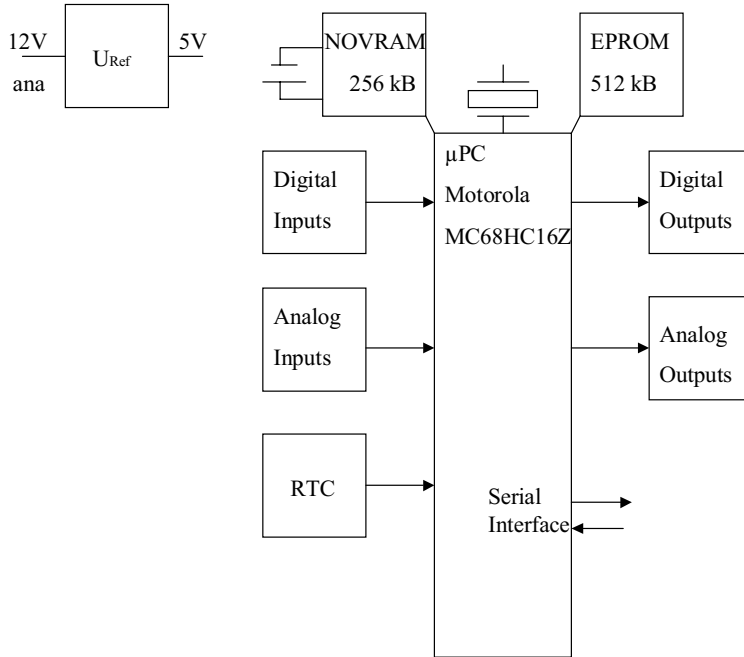 12V
ana
URef
5V
NOVRAM
256 kB
EPROM
512 kB
µPC
Motorola
MC68HC16Z
Digital
Inputs
Digital
Outputs
Analog
Inputs
Analog
Outputs
RTC
Serial
Interface